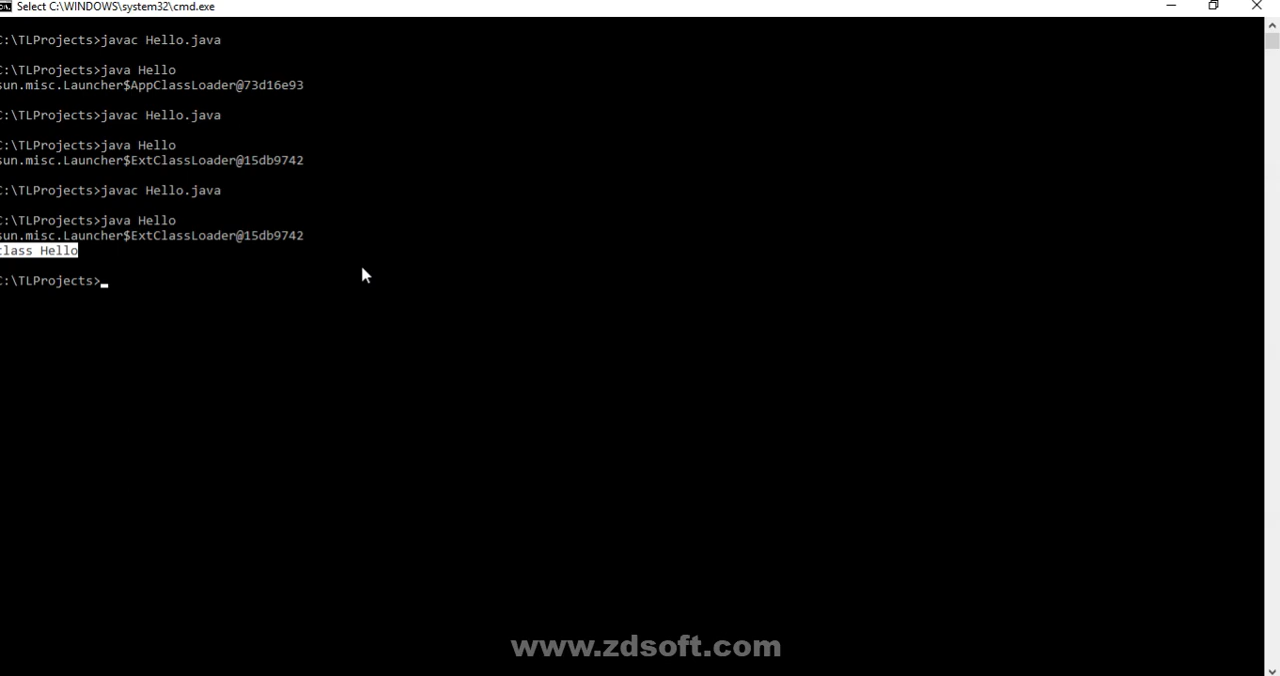 Select C:\WINDOWS\system32\cmd.exe
C:\TLProjects>javac Hello.java
C:\TLProjects>java Hello
sun.misc.Launcher$AppClassLoader@73d16e93
C:\TLProjects>javac Hello.java
C:\TLProjects>java Hello
sun.misc.Launcher$ExtClassLoader@15db9742
C:\TLProjects>javac Hello.java
C:\TLProjects>java Hello
sun.misc.Launcher$ExtClassLoader@15db9742
class Hello
C:\TLProjects>
www.zdsoft.com